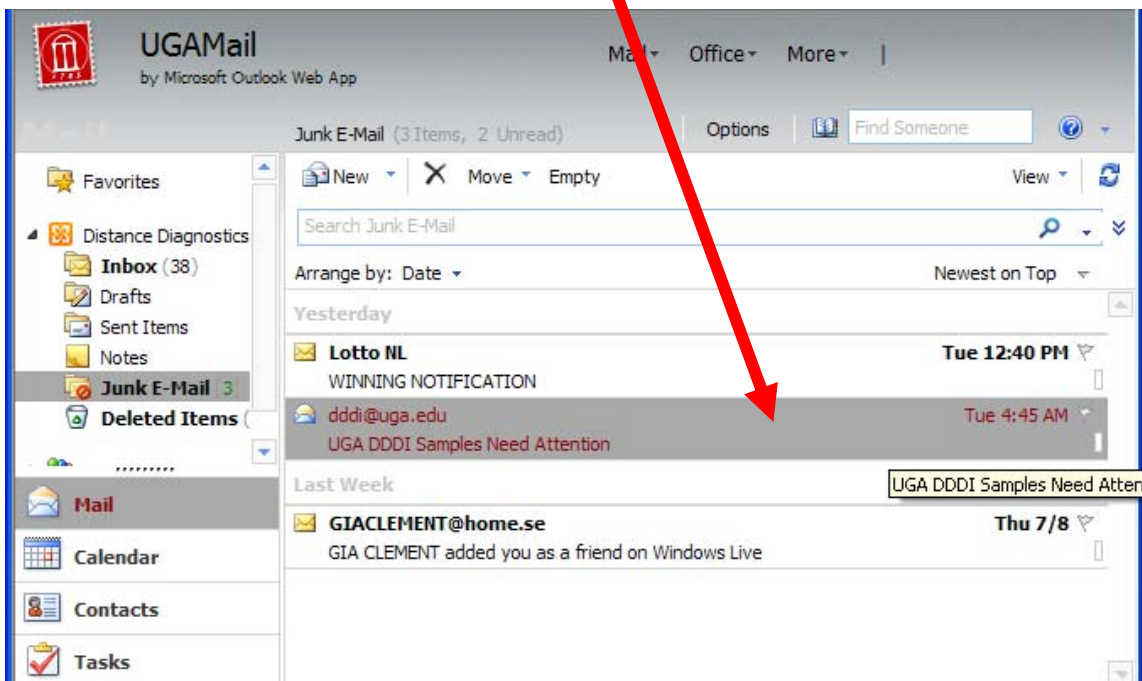 UGAMail
by Microsoft Outlook Web App
Office
More
|
1785
Junk E-Mail (3 Items, 2 Unread)
Options
Find Someone
Favorites
Distance Diagnostics
Inbox (38)
Drafts
Sent Items
Notes
Junk E-Mail 3
Deleted Items (
Mail
Calendar
Contacts
Tasks
New
Move
Empty
View
Search Junk E-Mail
Arrange by: Date
Newest on Top
Yesterday
Lotto NL
Tue 12:40 PM
WINNING NOTIFICATION
dddi@uga.edu
Tue 4:45 AM
UGA DDDI Samples Need Attention
Last Week
UGA DDDI Samples Need Atten
GIACLEMENT@home.se
Thu 7/8
GIA CLEMENT added you as a friend on Windows Live